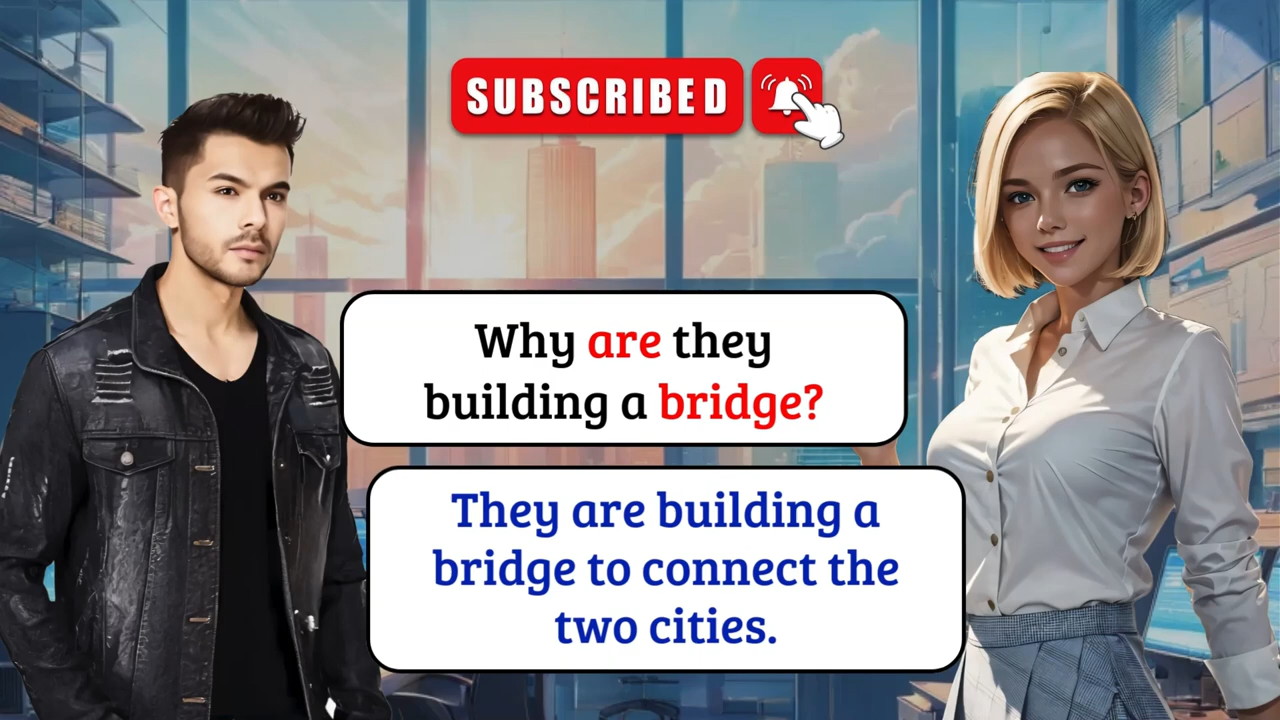 SUBSCRIBED
Why are they
building a bridge?
They are building a
bridge to connect the
two cities.